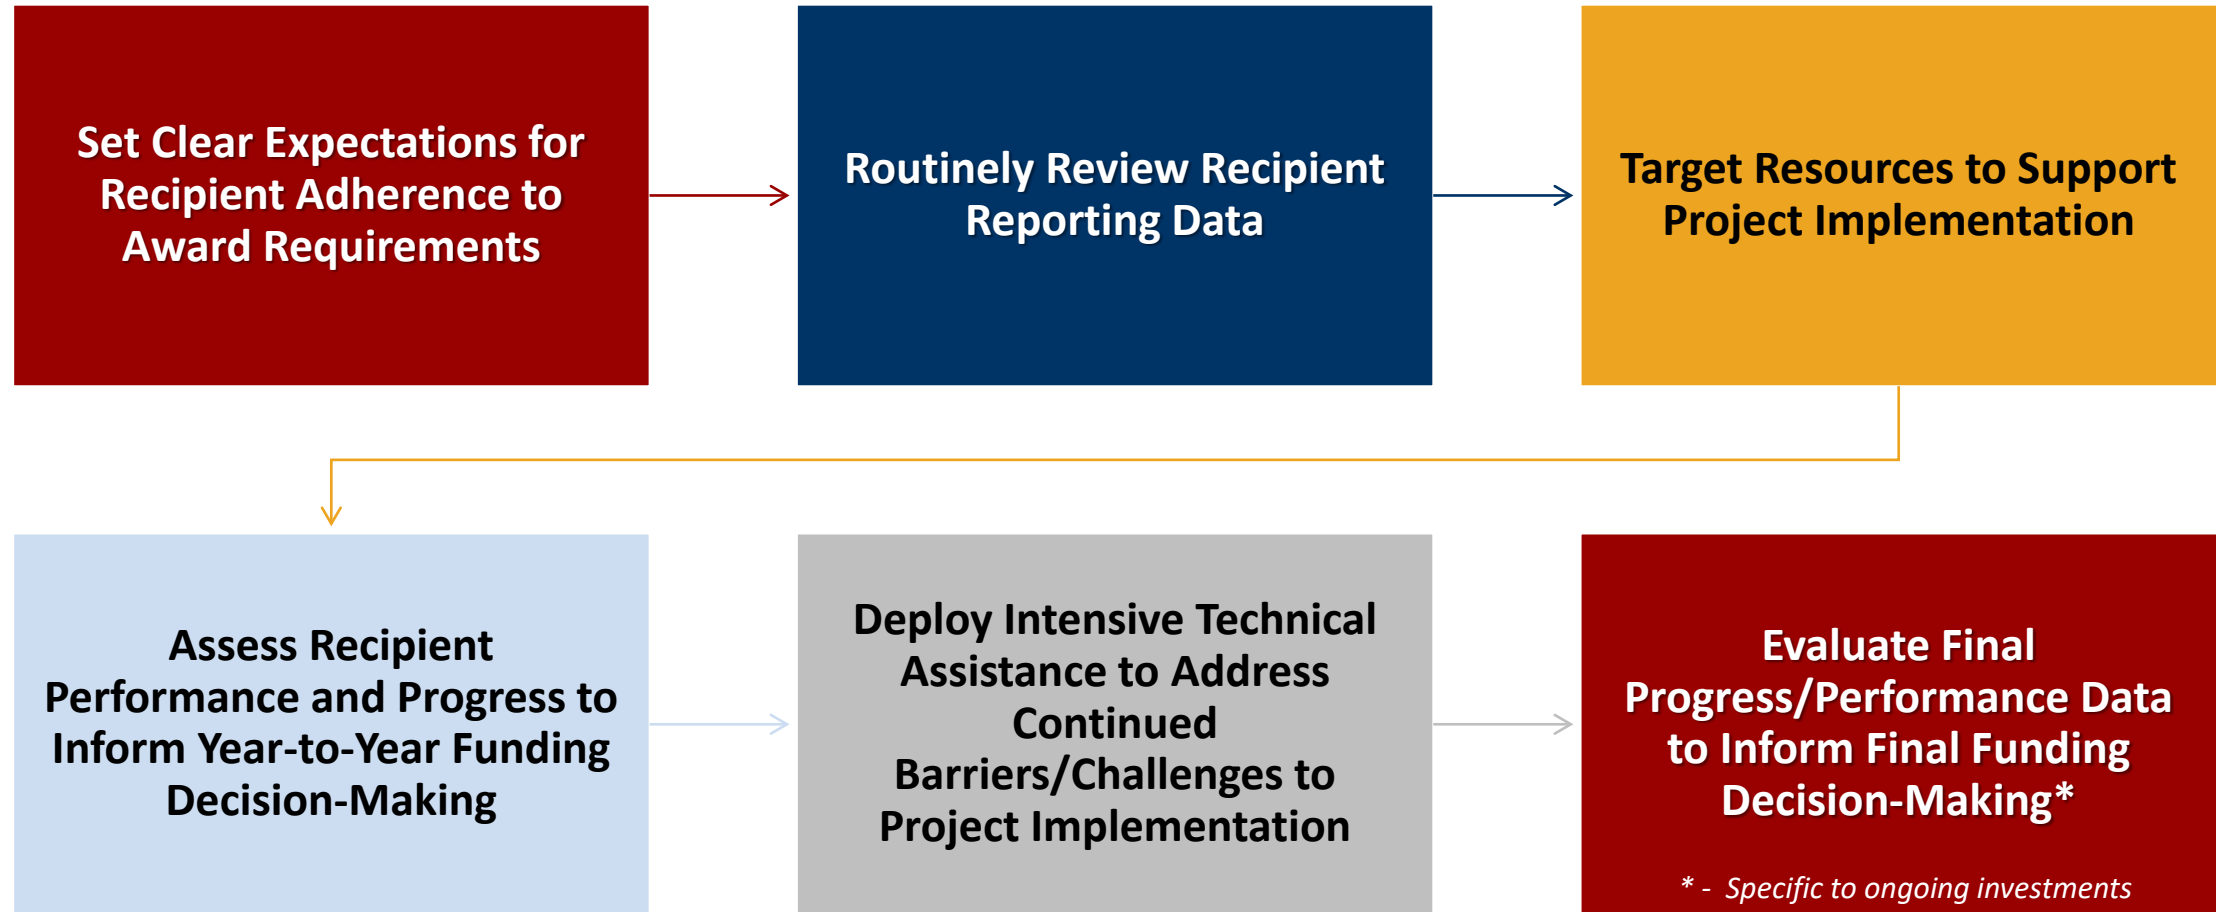 Set Clear Expectations for
Recipient Adherence to
Award Requirements
Routinely Review Recipient
Reporting Data
Target Resources to Support
Project Implementation
Assess Recipient
Performance and Progress to
Inform Year-to-Year Funding
Decision-Making
Deploy Intensive Technical
Assistance to Address
Continued
Barriers/Challenges to
Project Implementation
Evaluate Final
Progress/Performance Data
to Inform Final Funding
Decision-Making*
* - Specific to ongoing investments